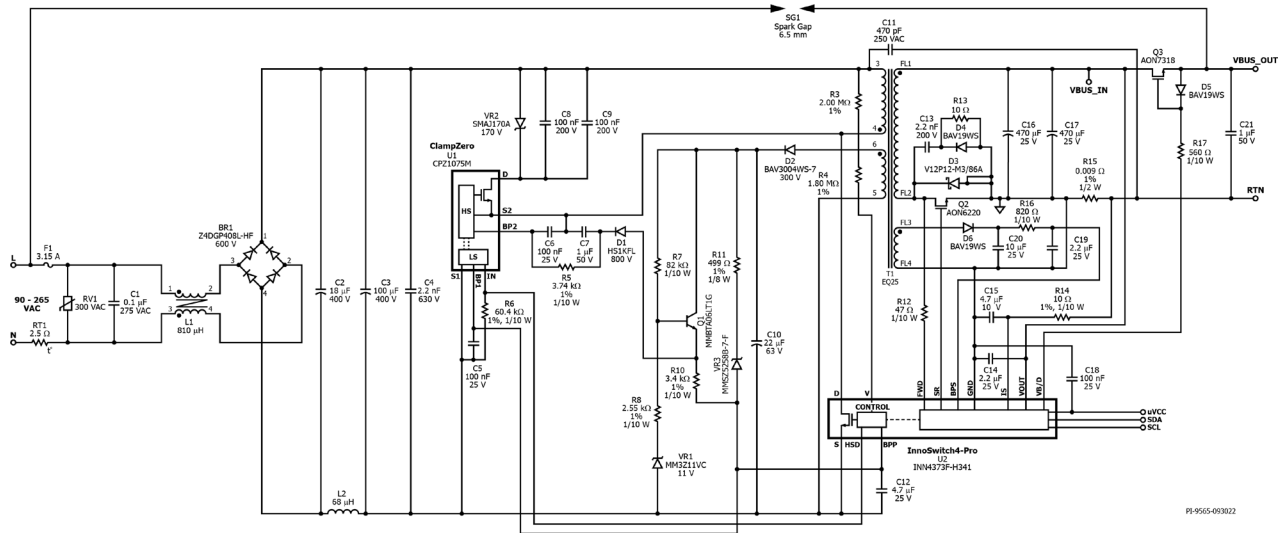 SG1
Spark Gap
6.5 mm
C11
470 pF
250 VAC
Q3
AON7318
VBUS_OUT
3
FL1
VBUS_IN
D5
BAV19WS
R3
2.00 MΩ
1%
R13
10 Ω
C13
2.2 nF
200 V
D4
BAV19WS
C16
470 µF
25 V
C17
470 µF
25 V
C21
1 µF
50 V
VR2
SMAJ170A
170 V
C8
100 nF
200 V
C9
100 nF
200 V
4
ClampZero
U1
CPZ1075M
D
D2
BAV3004WS-7
300 V
6
D3
V12P12-M3/86A
R17
560 Ω
1/10 W
R15
0.009 Ω
1%
1/2 W
R4
1.80 MΩ
1%
5
FL2
RTN
HS
S2
BP2
Q2
AON6220
R16
820 Ω
1/10 W
BR1
Z4DGP408L-HF
600 V
1
3
2
4
C6
100 nF
25 V
C7
1 µF
50 V
D1
HS1KFL
800 V
FL3
D6
BAV19WS
C20
10 µF
25 V
C19
2.2 µF
25 V
F1
3.15 A
L
LS
S1
IN
BP1
R5
3.74 kΩ
1%
1/10 W
R7
82 kΩ
1/10 W
R11
499 Ω
1%
1/8 W
FL4
T1
EQ25
C2
18 µF
400 V
C3
100 µF
400 V
C4
2.2 nF
630 V
90 - 265
VAC
RV1
300 VAC
C1
0.1 µF
275 VAC
1
2
3
4
L1
810 µH
R6
60.4 kΩ
1%, 1/10 W
Q1
MMBTA06LT1G
VR3
MMSZ5258B-7-F
C10
22 µF
63 V
R12
47 Ω
1/10 W
C15
4.7 µF
10 V
R14
10 Ω
1%, 1/10 W
N
RT1
2.5 Ω
t°
C5
100 nF
25 V
R10
3.4 kΩ
1%
1/10 W
C14
2.2 µF
25 V
C18
100 nF
25 V
R8
2.55 kΩ
1%
1/10 W
D
V
FWD
SR
BPS
GND
IS
VOUT
VB/D
CONTROL
uVCC
SDA
SCL
S
HSD
BPP
InnoSwitch4-Pro
U2
INN4373F-H341
VR1
MM3Z11VC
11 V
C12
4.7 µF
25 V
L2
68 µH
PI-9565-093022